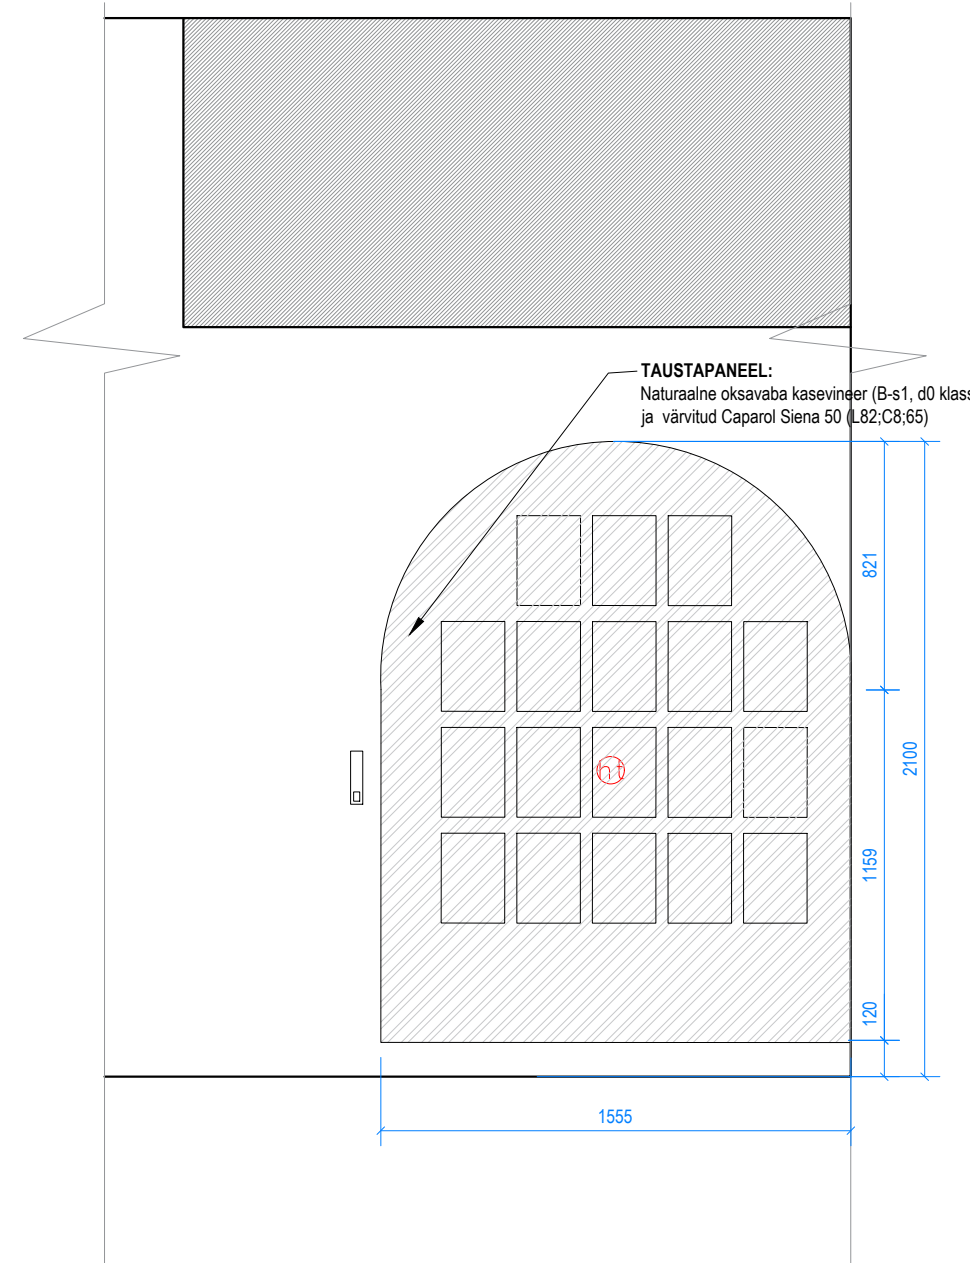 TAUSTAPANEEL:
Naturaalne oksavaba kasevineer (B-s1, d0 klass
ja värvitud Caparol Siena 50 (L82;C8;65)
821
2100
ht
1159
120
1555